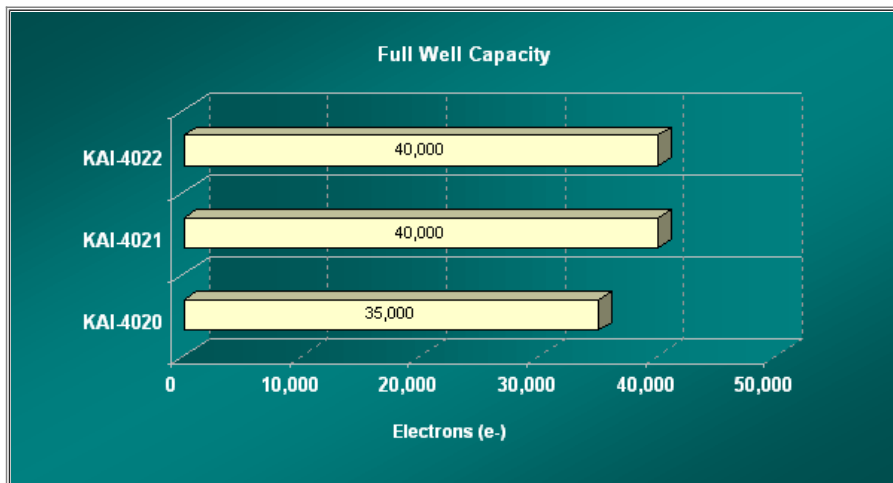 Full Well Capacity
KAI-4022
40,000
KAI-4021
40,000
KAI-4020
35,000
0 10,000 20,000 30,000 40,000 50,000
Electrons (e-)